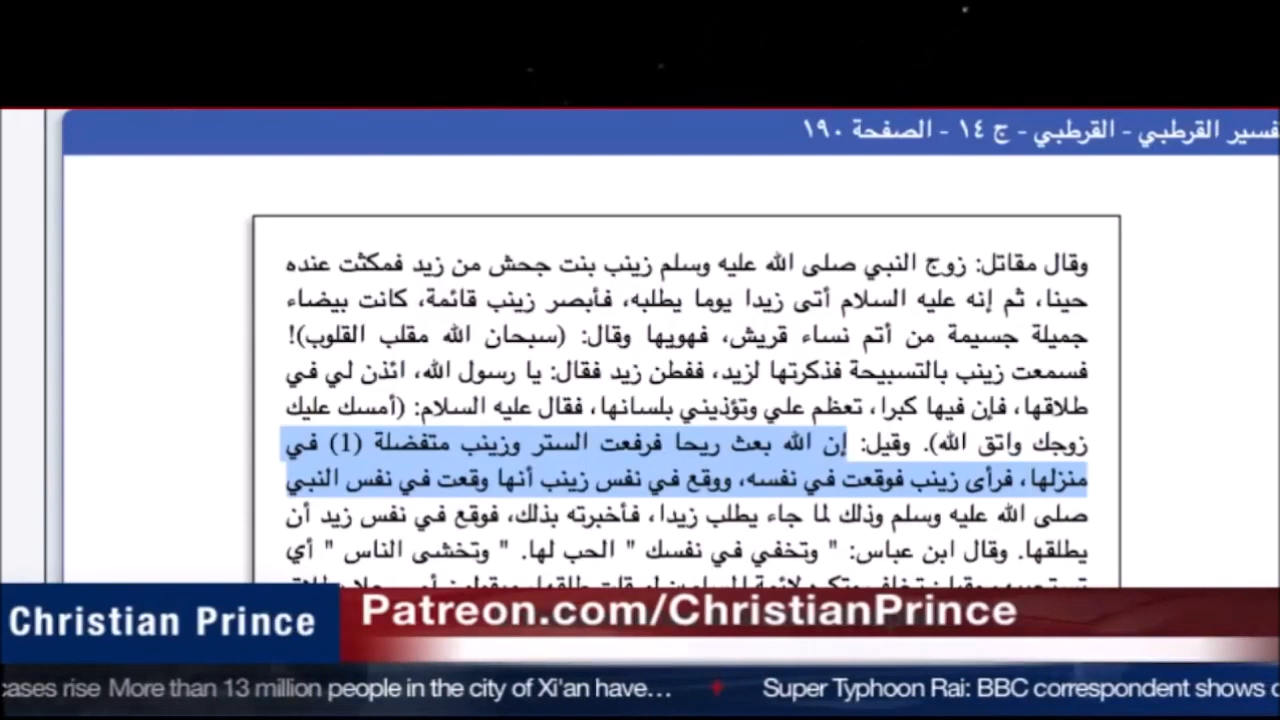 فسير القرطبي - القرطبي - ج ١٤ - الصفحة ١٩٠
وقال مقاتل: زوج النبي صلى الله عليه وسلم زينب بنت جحش من زيد فمكثت عنده
حينا، ثم إنه عليه السلام أتى زيدا يوما يطلبه، فأبصر زينب قائمة، كانت بيضاء
جميلة جسيمة من أتم نساء قريش، فهويها وقال: (سبحان الله مقلب القلوب)!
فسمعت زينب بالتسبيحة فذكرتها لزيد، ففطن زيد فقال: يا رسول الله، ائذن لي في
طلاقها، فإن فيها كبرا، تعظم علي وتؤذيني بلسانها، فقال عليه السلام: (أمسك عليك
زوجك واتق الله). وقيل: إن الله بعث ريحا فرفعت الستر وزينب متفضلة (1) في
منزلها، فرأى زينب فوقعت في نفسه، ووقع في نفس زينب أنها وقعت في نفس النبي
صلى الله عليه وسلم وذلك لما جاء يطلب زيدا، فأخبرته بذلك، فوقع في نفس زيد أن
يطلقها. وقال ابن عباس: " وتخفي في نفسك " الحب لها. " وتخشى الناس " أي
Christian Prince
Patreon.com/ChristianPrince
cases rise More than 13 million people in the city of Xi'an have...
Super Typhoon Rai: BBC correspondent shows